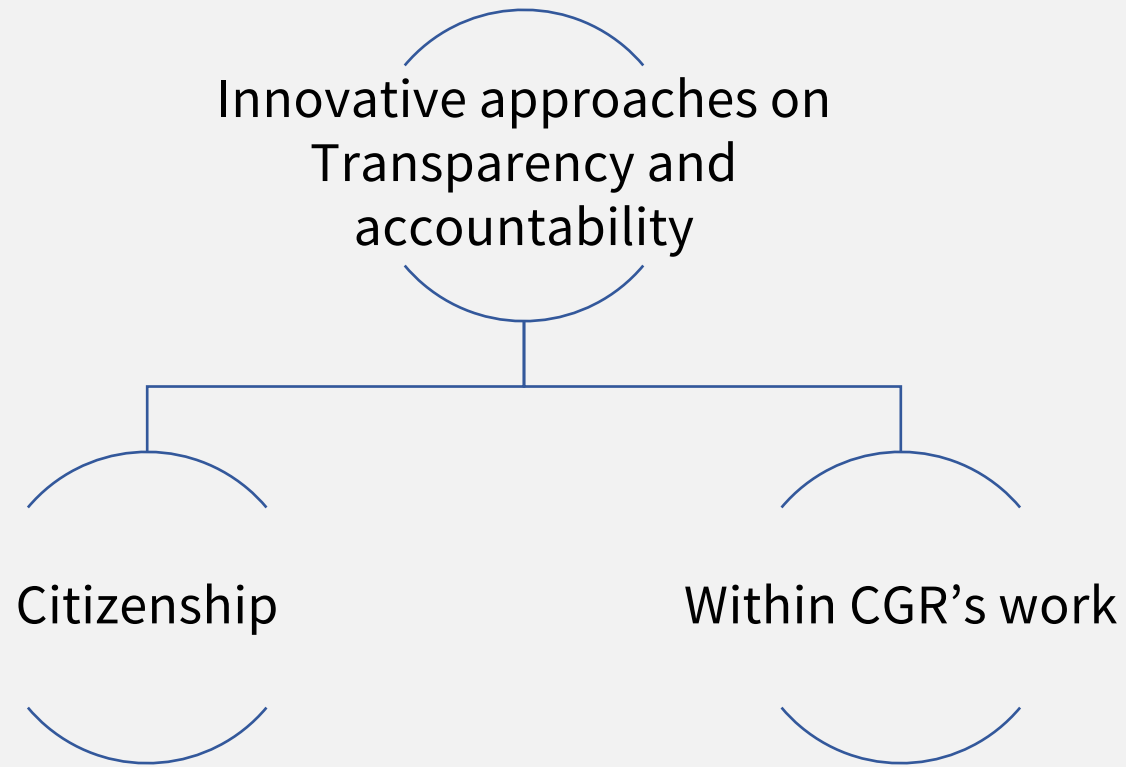 Innovative approaches on
Transparency and
accountability
Citizenship
Within CGR’s work